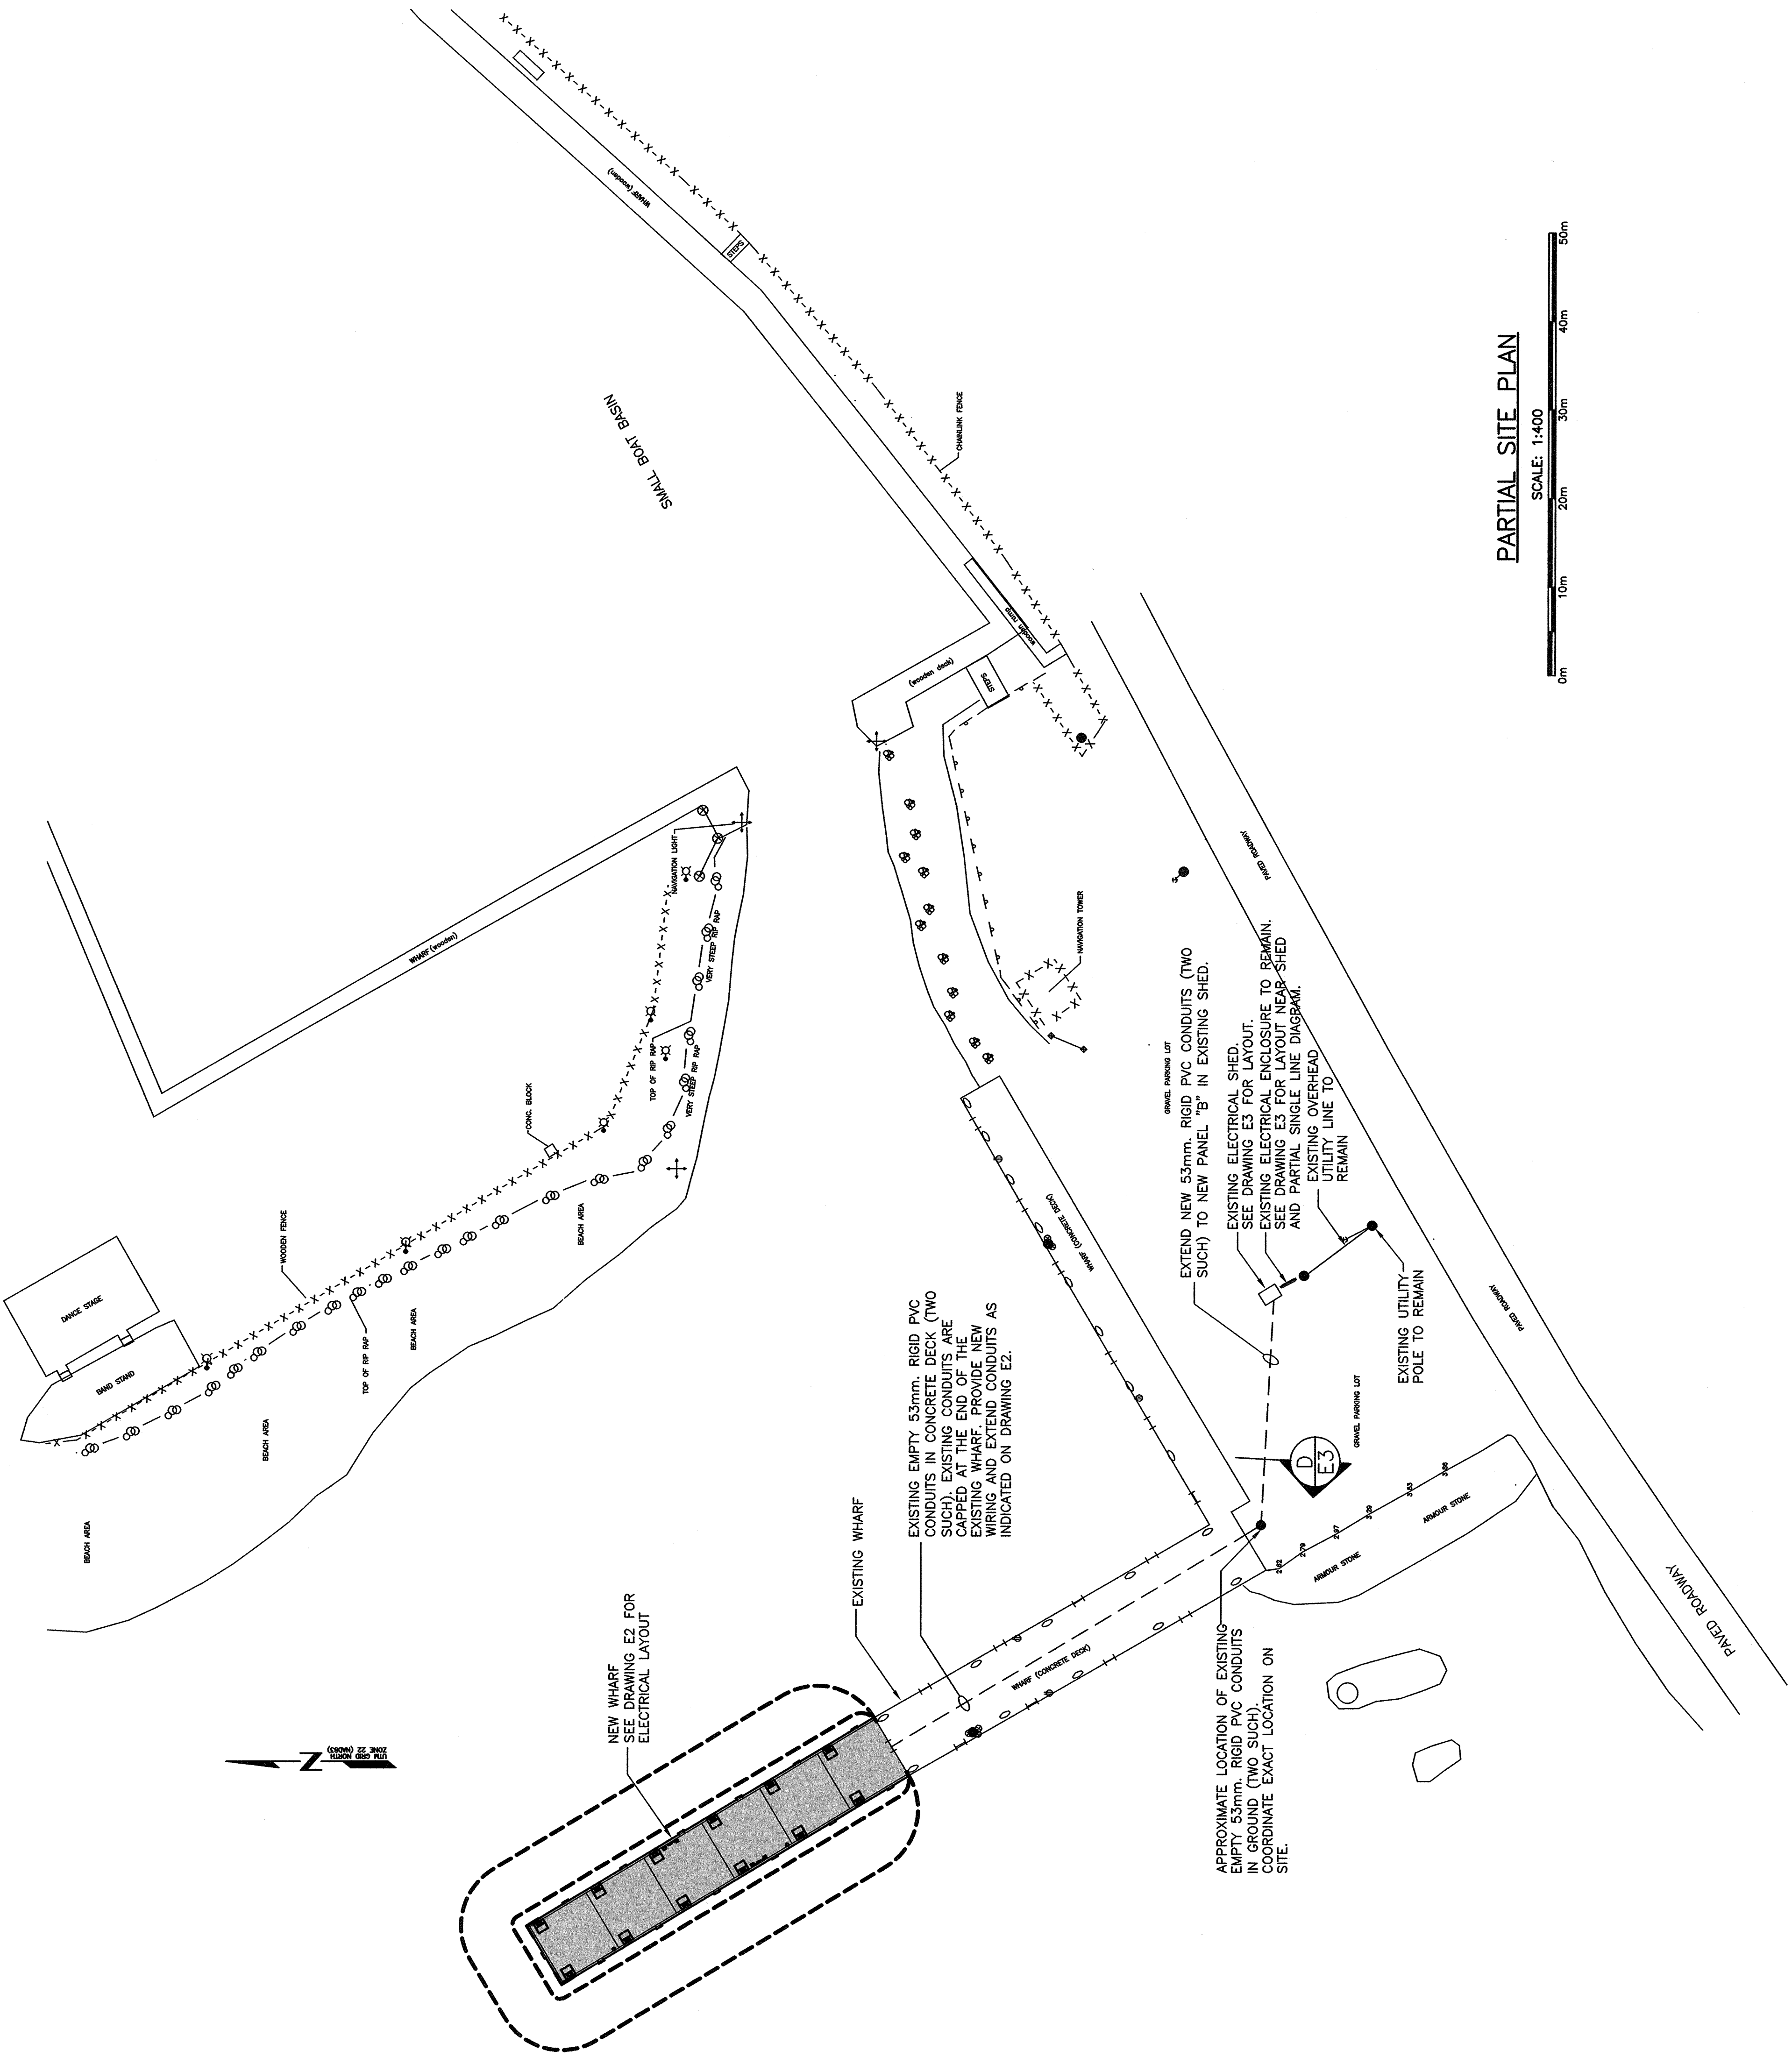 WHARF (wooden)
STEPS
SMALL BOAT BASIN
CHAINLINK FENCE
wooden ramp
(wooden deck)
STEPS
WHARF (wooden)
NAVIGATION LIGHT
VERY STEEP RIP RAP
TOP OF RIP RAP
VERY STEEP RIP RAP
CONC. BLOCK
WOODEN FENCE
DANCE STAGE
BAND STAND
TOP OF RIP RAP
BEACH AREA
BEACH AREA
BEACH AREA
BEACH AREA
NAVIGATION TOWER
PAVED ROADWAY
GRAVEL PARKING LOT
EXTEND NEW 53mm. RIGID PVC CONDUITS (TWO
SUCH) TO NEW PANEL "B" IN EXISTING SHED.
EXISTING ELECTRICAL SHED.
SEE DRAWING E3 FOR LAYOUT.
EXISTING ELECTRICAL ENCLOSURE TO REMAIN.
SEE DRAWING E3 FOR LAYOUT NEAR SHED
AND PARTIAL SINGLE LINE DIAGRAM.
EXISTING OVERHEAD
UTILITY LINE TO
REMAIN
WHARF (CONCRETE DECK)
EXISTING UTILITY
POLE TO REMAIN
PAVED ROADWAY
GRAVEL PARKING LOT
D
E3
EXISTING EMPTY 53mm. RIGID PVC
CONDUITS IN CONCRETE DECK (TWO
SUCH). EXISTING CONDUITS ARE
CAPPED AT THE END OF THE
EXISTING WHARF. PROVIDE NEW
WIRING AND EXTEND CONDUITS AS
INDICATED ON DRAWING E2.
EXISTING WHARF
NEW WHARF
SEE DRAWING E2 FOR
ELECTRICAL LAYOUT
WHARF (CONCRETE DECK)
APPROXIMATE LOCATION OF EXISTING
EMPTY 53mm. RIGID PVC CONDUITS
IN GROUND (TWO SUCH).
COORDINATE EXACT LOCATION ON
SITE.
ARMOUR STONE
ARMOUR STONE
PAVED ROADWAY
N
UTM GRID NORTH
ZONE 22 (NAD83)
PARTIAL SITE PLAN
SCALE: 1:400
0m 10m 20m 30m 40m 50m